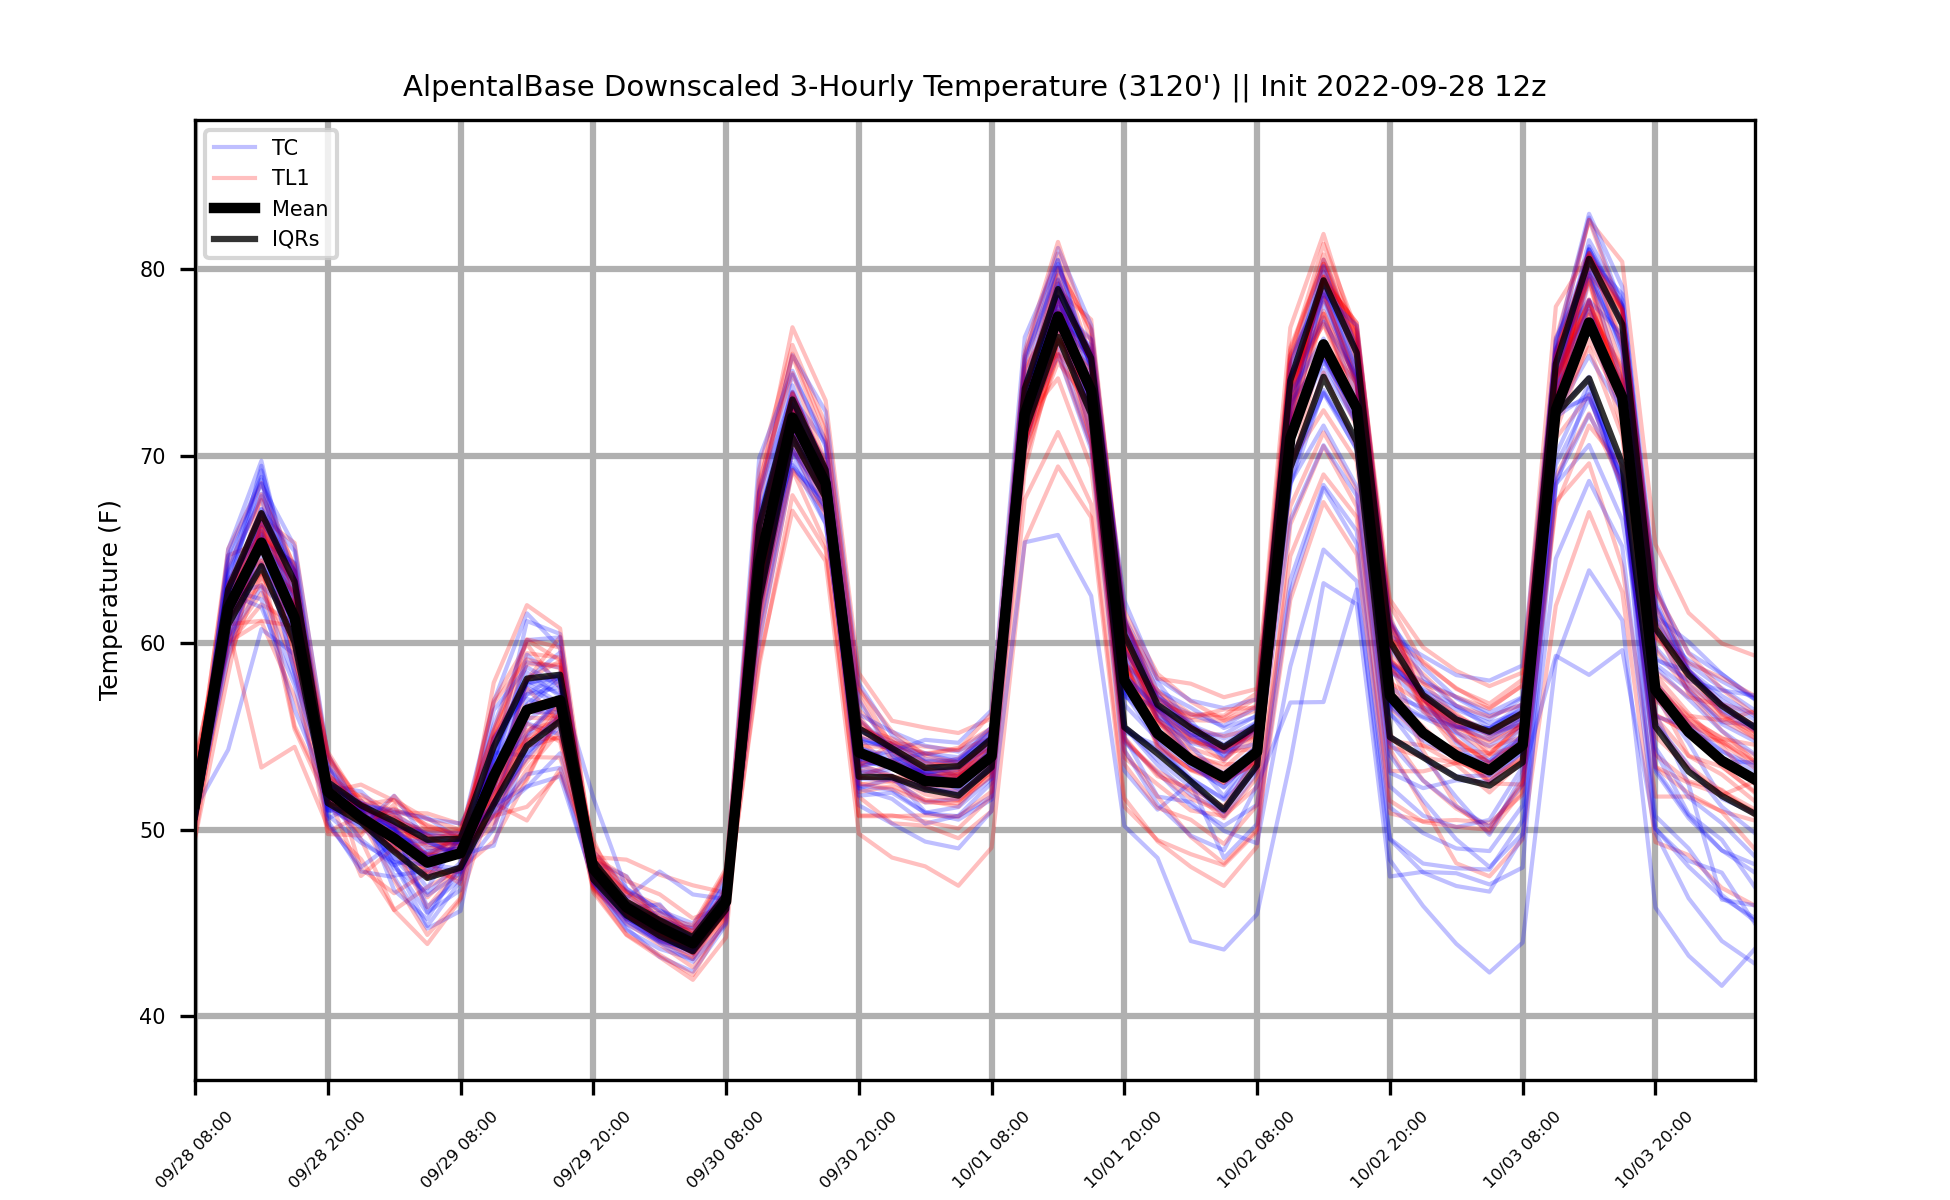 AlpentalBase Downscaled 3-Hourly Temperature (3120') || Init 2022-09-28 12z
TC
TL1
Mean
IQRs
Temperature (F)
80
70
60
50
40
09/28 08:00
09/28 20:00
09/29 08:00
09/29 20:00
09/30 08:00
09/30 20:00
10/01 08:00
10/01 20:00
10/02 08:00
10/02 20:00
10/03 08:00
10/03 20:00